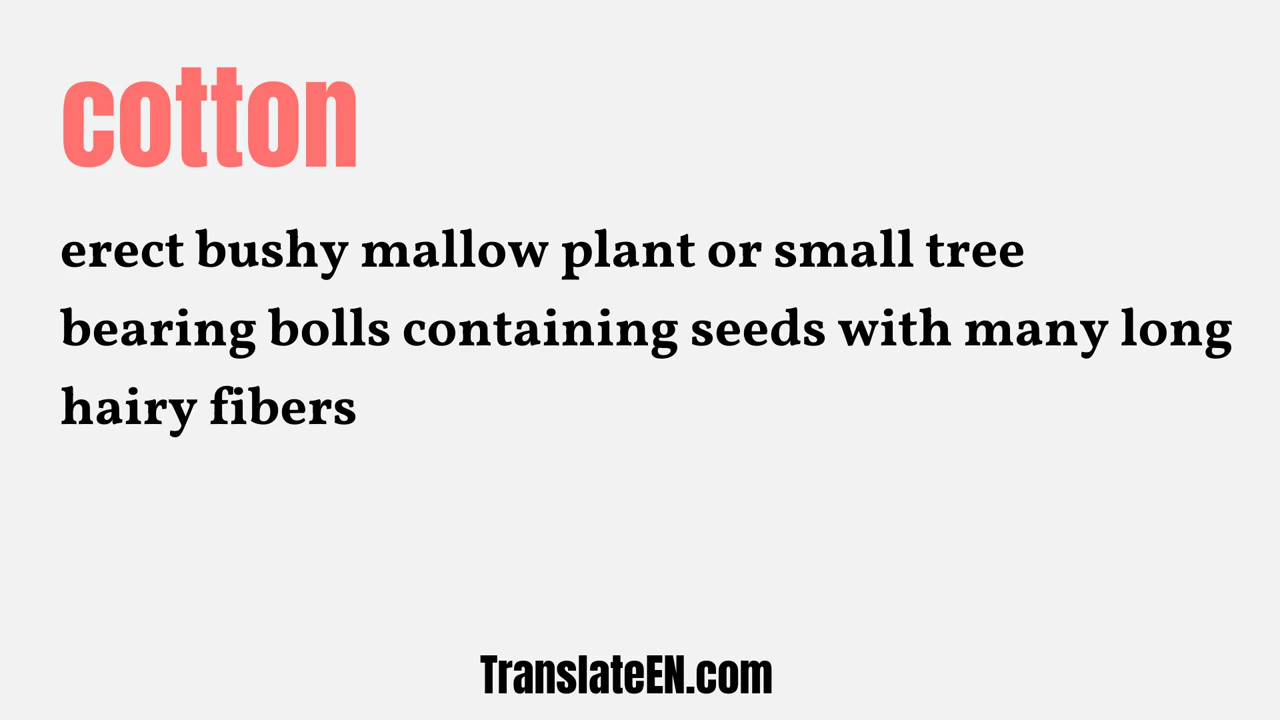 cotton
erect bushy mallow plant or small tree
bearing bolls containing seeds with many long
hairy fibers
TranslateEN.com